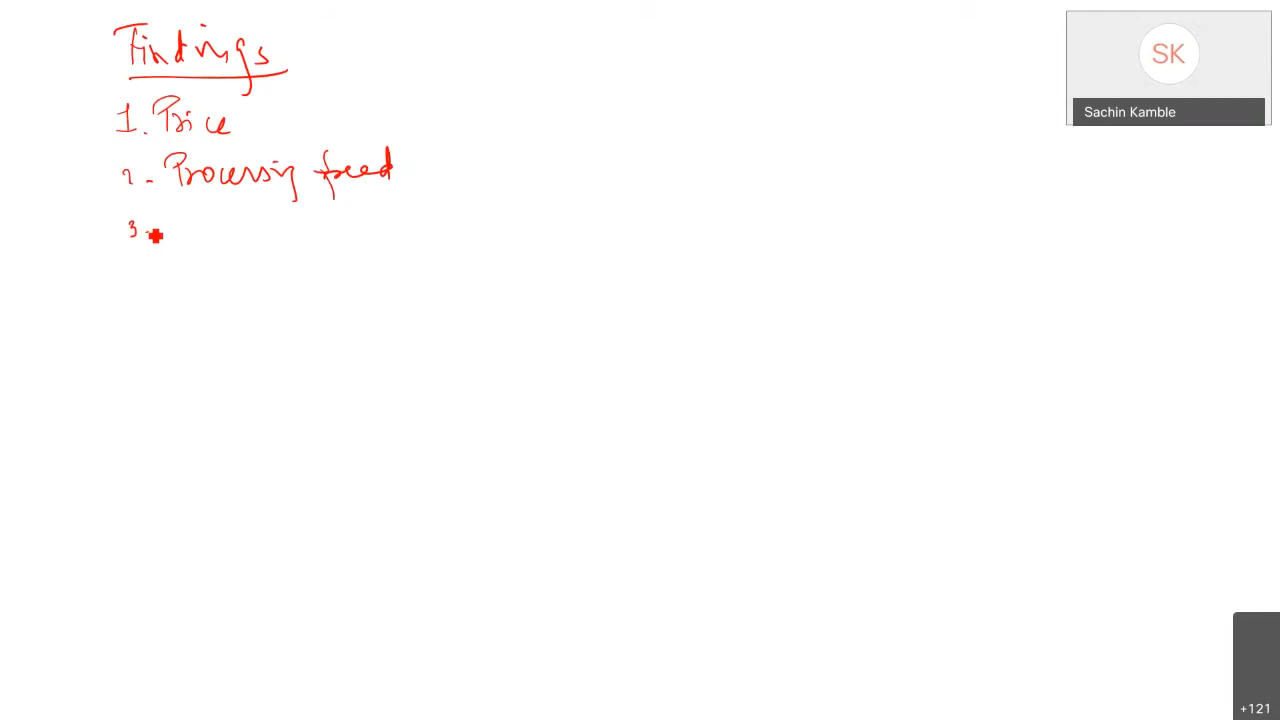 Findings
SK
Sachin Kamble
1. Price
2. Processing speed
3.
+121